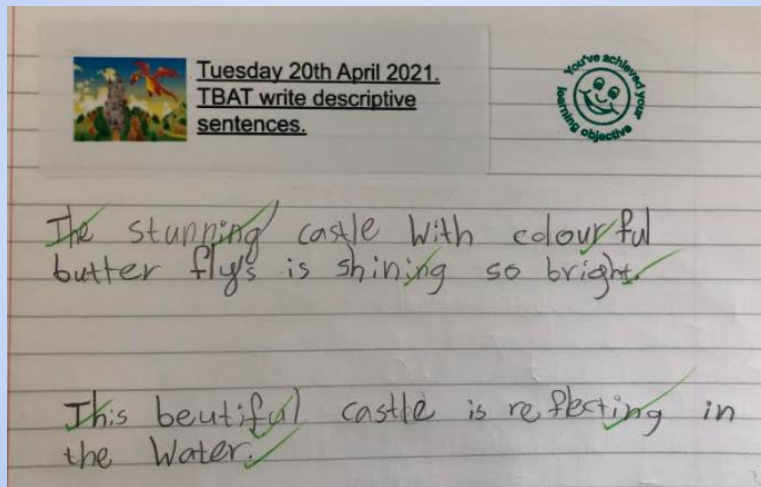 Tuesday 20th April 2021.
TBAT write descriptive
sentences.
You've achieved your
learning objective
The stunning castle With colourful
butter fly's is shining so bright.
This beutiful castle is reflecting in
the Water.